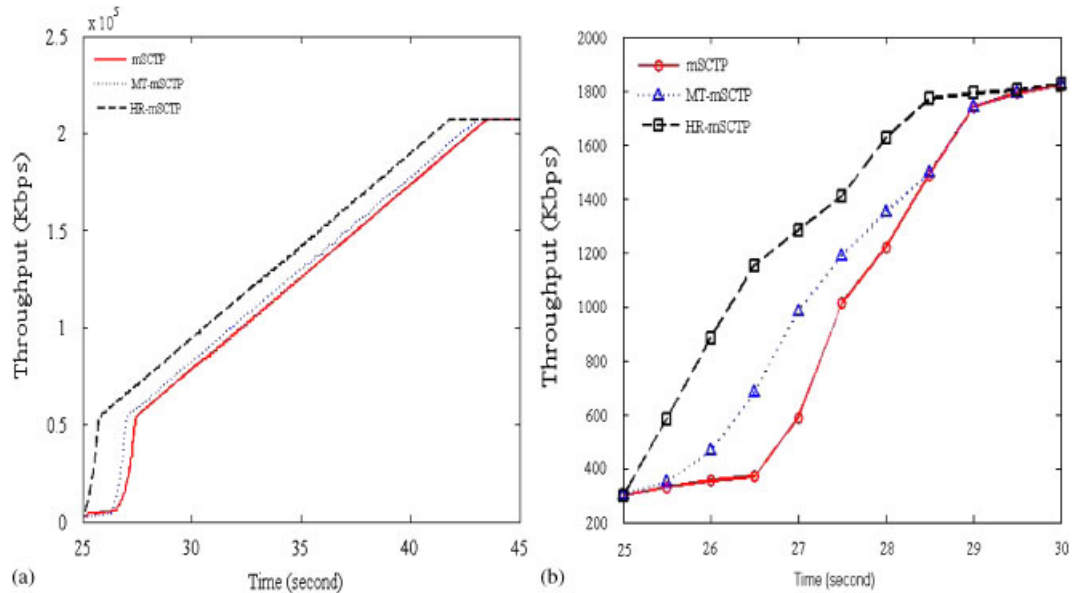 x 10⁵
2.5
2
1.5
1
0.5
0
mSCTP
MT-mSCTP
HR-mSCTP
Throughput (Kbps)
25 30 35 40 45
(a) Time (second)
2000
1800
1600
1400
1200
1000
800
600
400
200
mSCTP
MT-mSCTP
HR-mSCTP
Throughput (Kbps)
25 26 27 28 29 30
(b) Time (second)